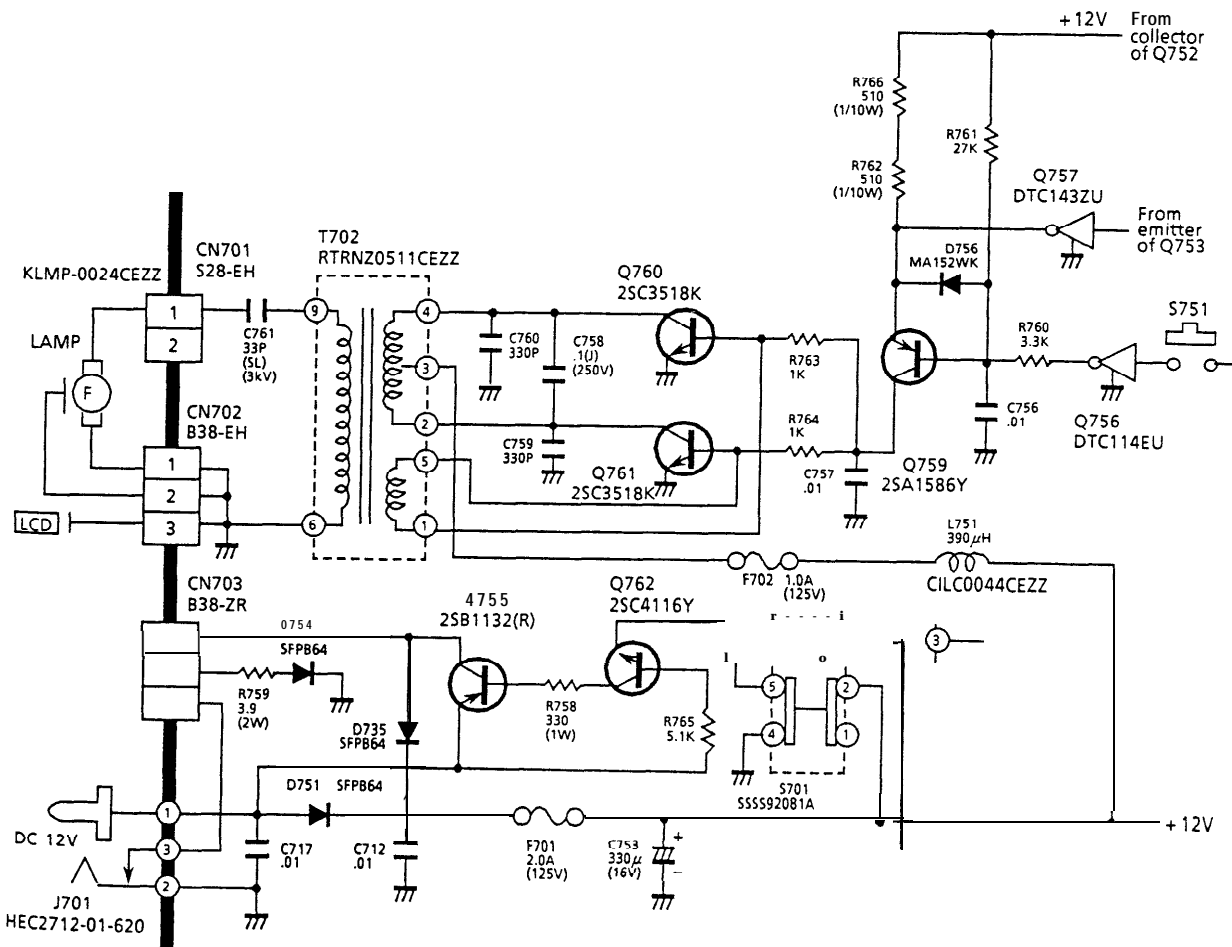 +12V From
collector
of Q752
R766
510
(1/10W)
R761
27K
R762
510
(1/10W)
Q757
DTC143ZU
From
emitter
of Q753
D756
MA152WK
T702
RTRNZ0511CEZZ
CN701
S28-EH
KLMP-0024CEZZ
Q760
2SC3518K
S751
1
2
LAMP
F
C761
33P
(SL)
(3kV)
9
4
3
2
5
1
6
C760
330P
C758
.1(J)
(250V)
R763
1K
R760
3.3K
CN702
B38-EH
C759
330P
R764
1K
C756
.01
Q756
DTC114EU
1
2
3
LCD
Q761
2SC3518K
C757
.01
Q759
2SA1586Y
L751
390μH
CILC0044CEZZ
F702
1.0A
(125V)
CN703
B38-ZR
4755
2SB1132(R)
Q762
2SC4116Y
r - - - - i
0754
SFPB64
l
o
3
R759
3.9
(2W)
R758
330
(1W)
R765
5.1K
5
2
4
1
D735
SFPB64
D751 SFPB64
S701
SSSS92081A
1
DC 12V
3
2
C717
.01
C712
.01
F701
2.0A
(125V)
C753
330μ
(16V)
+
−
+12V
J701
HEC2712-01-620